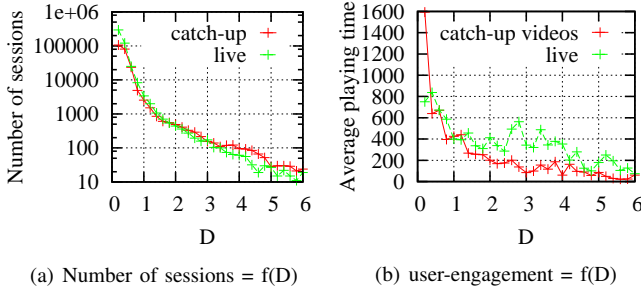 Number of sessions
1e+06
100000
10000
1000
100
10
catch-up
live
0 1 2 3 4 5 6
D
(a) Number of sessions = f(D)
Average playing time
1600
1400
1200
1000
800
600
400
200
0
catch-up videos
live
0 1 2 3 4 5 6
D
(b) user-engagement = f(D)